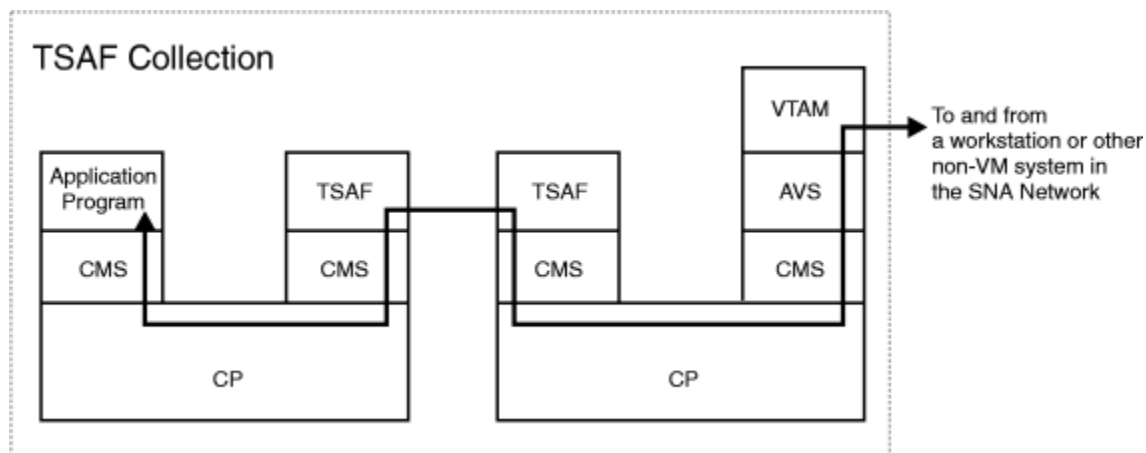 TSAF Collection
VTAM
To and from
a workstation or other
non-VM system in
the SNA Network
Application
Program
TSAF
TSAF
AVS
CMS
CMS
CMS
CMS
CP
CP